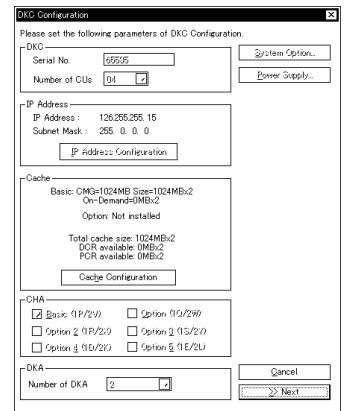 DKC Configuration
Please set the following parameters of DKC Configuration.
DKC
Serial No. 65535
Number of CUs 04
System Option...
Power Supply...
IP Address
IP Address : 126.255.255. 15
Subnet Mask : 255. 0. 0. 0
IP Address Configuration
Cache
Basic: CMG=1024MB Size=1024MBx2
On-Demand=0MBx2
Option: Not installed
Total cache size: 1024MBx2
DCR available: 0MBx2
PCR available: 0MBx2
Cache Configuration
CHA
Basic (1P/2V) Option (1Q/2W)
Option 2 (1R/2X) Option 3 (1S/2Y)
Option 4 (1D/2K) Option 5 (1E/2L)
DKA
Number of DKA 2
Cancel
>> Next